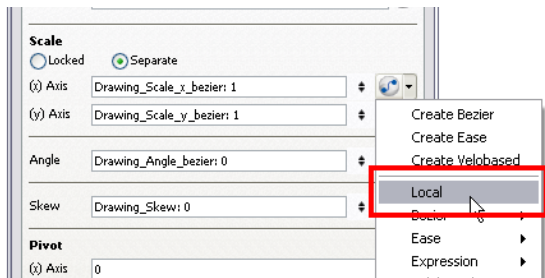 Scale
Locked Separate
(x) Axis Drawing_Scale_x_bezier: 1
(y) Axis Drawing_Scale_y_bezier: 1
Angle Drawing_Angle_bezier: 0
Skew Drawing_Skew: 0
Pivot
(x) Axis 0
Create Bezier
Create Ease
Create Velobased
Local
Bezier
Ease
Expression